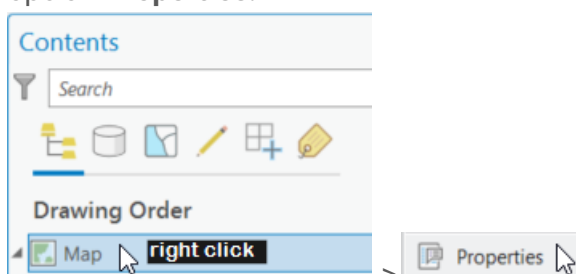 Contents
Search
Drawing Order
Map right click
> Properties